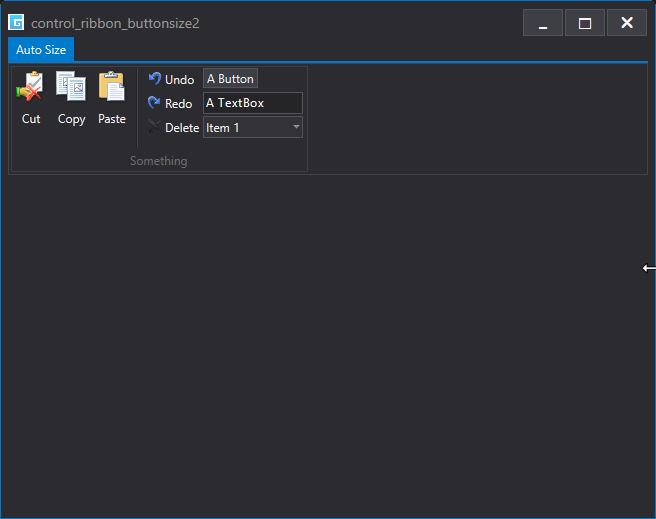 control_ribbon_buttonsize2
Auto Size
Cut
Copy
Paste
Undo
Redo
Delete
A Button
A TextBox
Item 1
Something